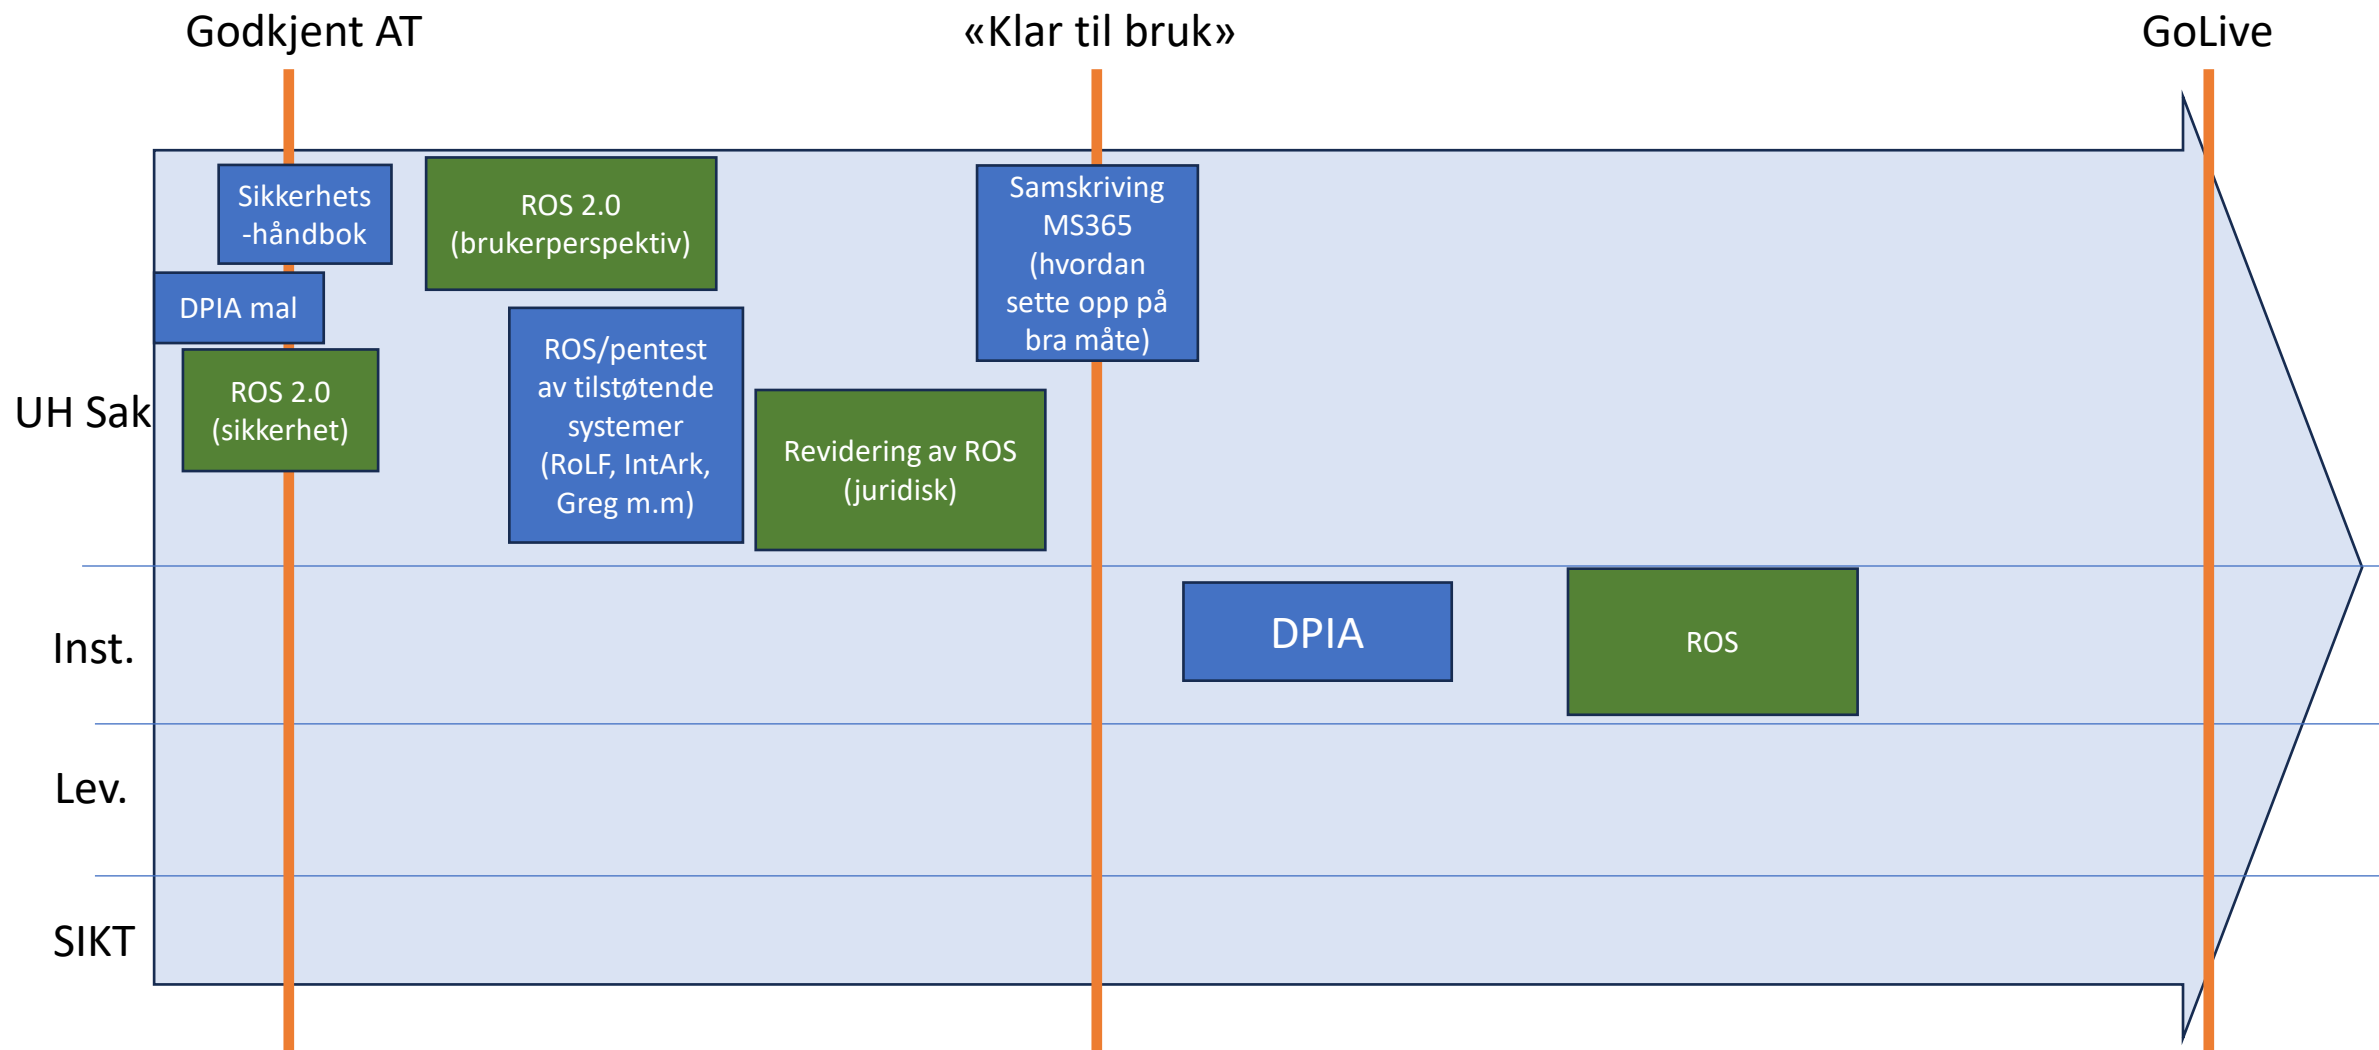 Godkjent AT
«Klar til bruk»
GoLive
Sikkerhets
-håndbok
ROS 2.0
(brukerperspektiv)
Samskriving
MS365
(hvordan
sette opp på
bra måte)
DPIA mal
ROS/pentest
av tilstøtende
systemer
(RoLF, IntArk,
Greg m.m)
UH Sak
ROS 2.0
(sikkerhet)
Revidering av ROS
(juridisk)
Inst.
DPIA
ROS
Lev.
SIKT